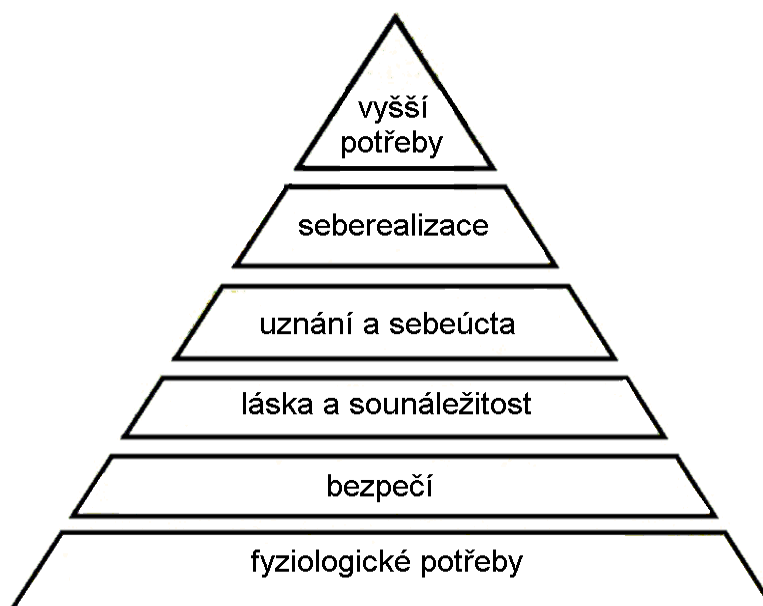 vyšší
potřeby
seberealizace
uznání a sebeúcta
láska a sounáležitost
bezpečí
fyziologické potřeby